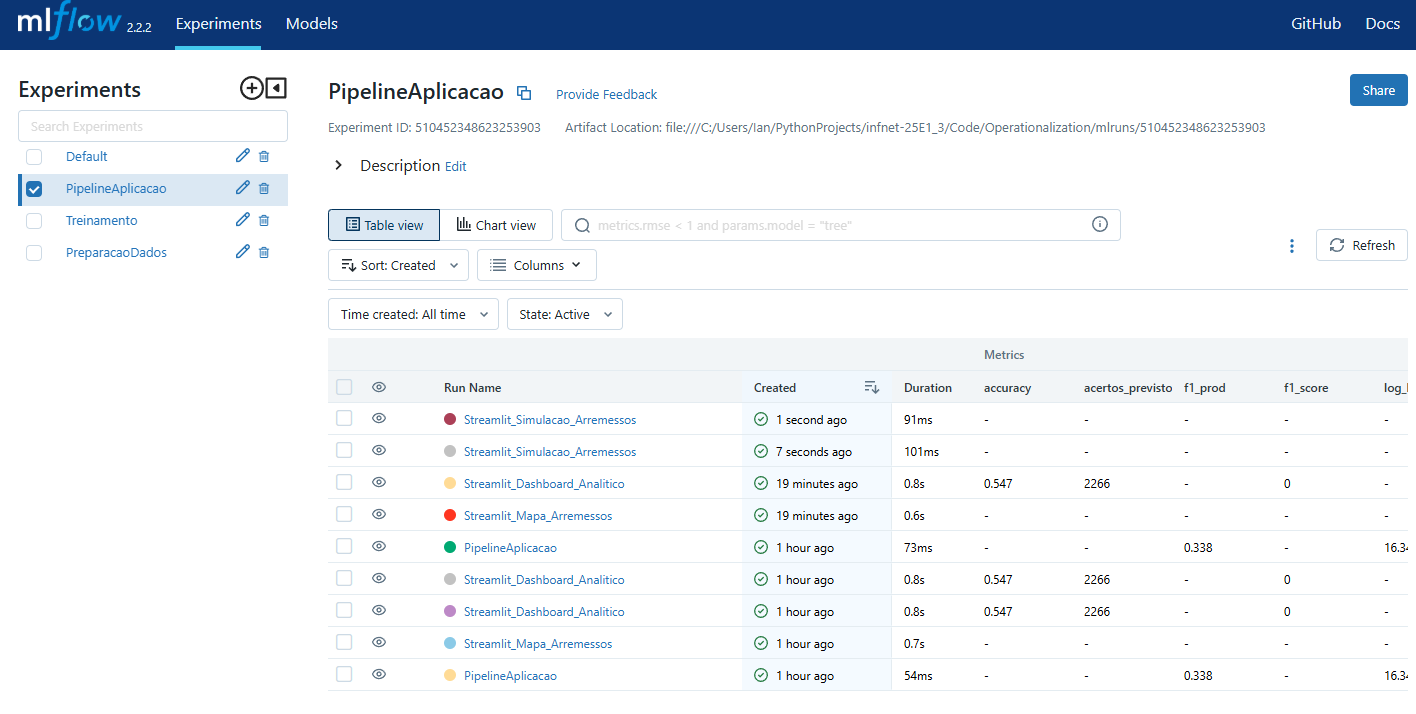 mlflow 2.2.2 Experiments Models GitHub Docs
Experiments
Search Experiments
Default
PipelineAplicacao
Treinamento
PreparacaoDados
PipelineAplicacao Provide Feedback Share
Experiment ID: 510452348623253903 Artifact Location: file:///C:/Users/Ian/PythonProjects/infnet-25E1_3/Code/Operationalization/mlruns/510452348623253903
Description Edit
Table view Chart view metrics.rmse < 1 and params.model = "tree"
Refresh
Sort: Created Columns
Time created: All time State: Active
Metrics
Run Name Created Duration accuracy acertos_previsto f1_prod f1_score log_l
Streamlit_Simulacao_Arremessos 1 second ago 91ms - - - - -
Streamlit_Simulacao_Arremessos 7 seconds ago 101ms - - - - -
Streamlit_Dashboard_Analitico 19 minutes ago 0.8s 0.547 2266 - 0 -
Streamlit_Mapa_Arremessos 19 minutes ago 0.6s - - - - -
PipelineAplicacao 1 hour ago 73ms - - 0.338 - 16.34
Streamlit_Dashboard_Analitico 1 hour ago 0.8s 0.547 2266 - 0 -
Streamlit_Dashboard_Analitico 1 hour ago 0.8s 0.547 2266 - 0 -
Streamlit_Mapa_Arremessos 1 hour ago 0.7s - - - - -
PipelineAplicacao 1 hour ago 54ms - - 0.338 - 16.34